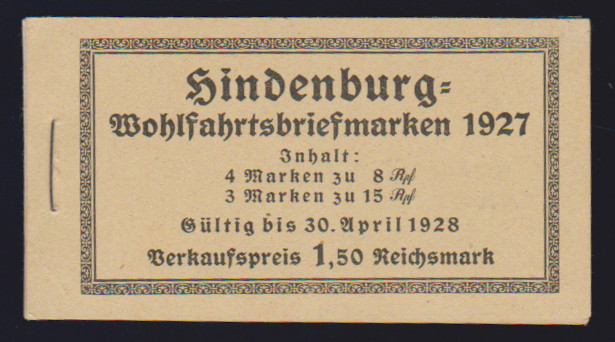 Hindenburg-
Wohlfahrtsbriefmarken 1927
Inhalt:
4 Marken zu 8 Rpf
3 Marken zu 15 Rpf
Gültig bis 30. April 1928
Verkaufspreis 1,50 Reichsmark